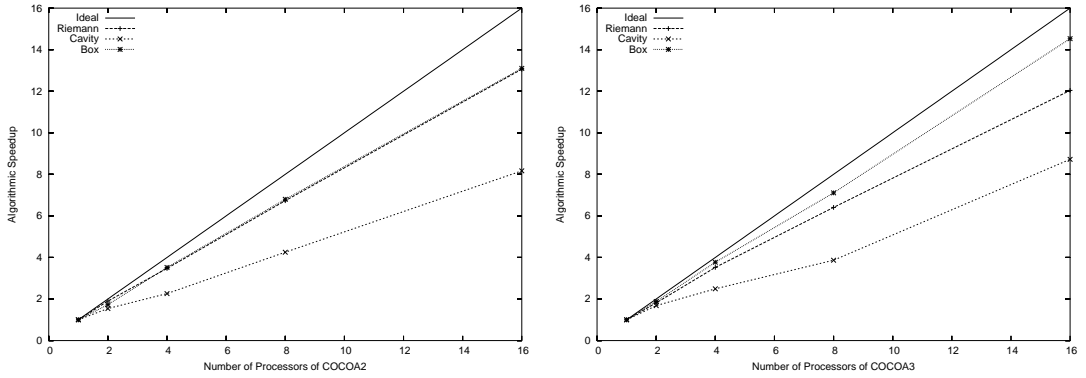 Ideal
Riemann
Cavity
Box
16
14
12
10
8
6
4
2
0
Algorithmic Speedup
0 2 4 6 8 10 12 14 16
Number of Processors of COCOA2
Ideal
Riemann
Cavity
Box
16
14
12
10
8
6
4
2
0
Algorithmic Speedup
0 2 4 6 8 10 12 14 16
Number of Processors of COCOA3